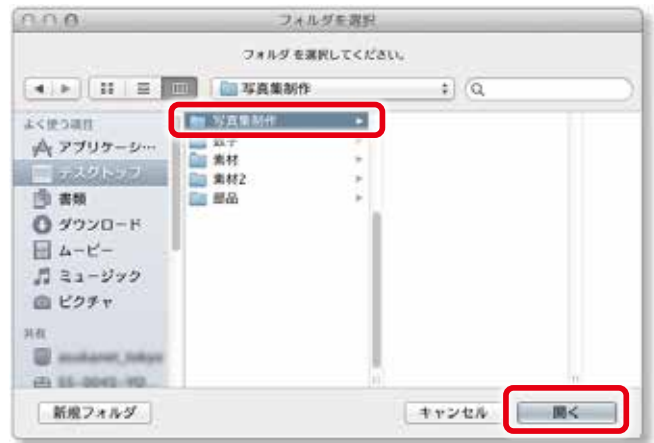 フォルダを選択
フォルダを選択してください。
写真集制作
よく使う項目
アプリケーシ…
デスクトップ
書類
ダウンロード
ムービー
ミュージック
ピクチャ
共有
写真集制作
素材
素材2
部品
新規フォルダ
キャンセル
開く